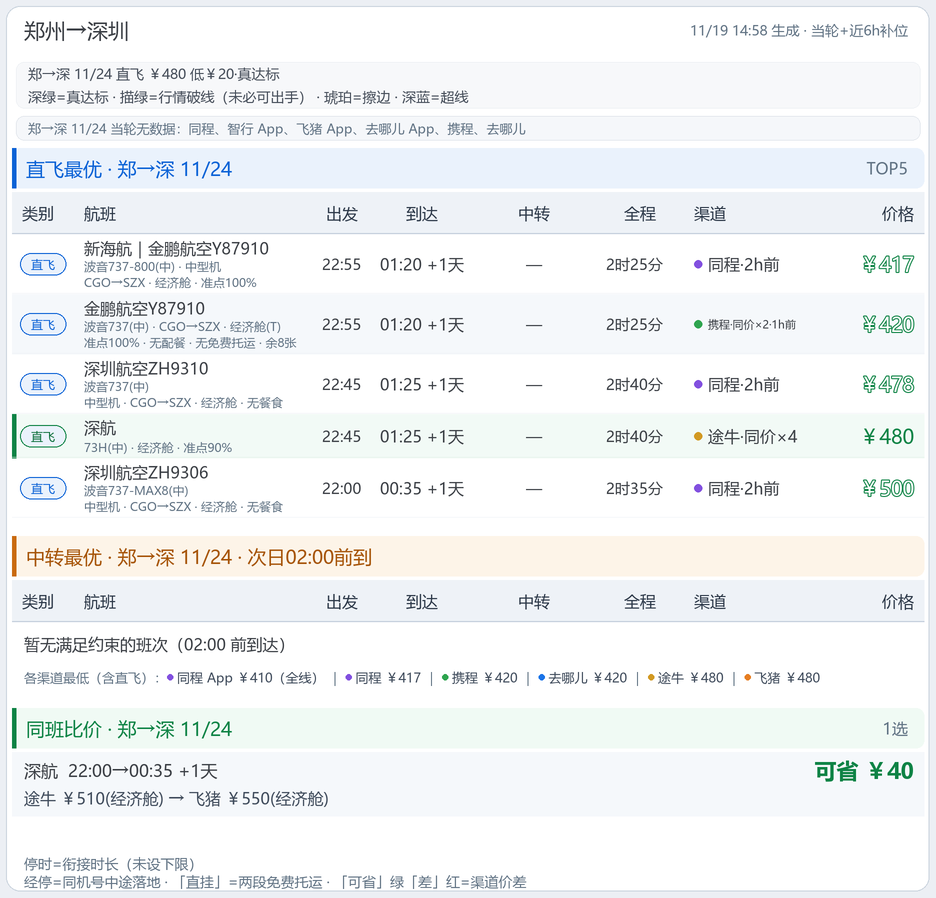 郑州→深圳
11/19 14:58 生成 · 当轮+近6h补位
郑→深 11/24 直飞 ¥480 低¥20·真达标
深绿=真达标 · 描绿=行情破线（未必可出手） · 琥珀=擦边 · 深蓝=超线
郑→深 11/24 当轮无数据：同程、智行 App、飞猪 App、去哪儿 App、携程、去哪儿
直飞最优 · 郑→深 11/24 TOP5
类别 航班 出发 到达 中转 全程 渠道 价格
新海航｜金鹏航空Y87910
直飞 波音737-800(中) · 中型机 22:55 01:20 +1天 — 2时25分 同程·2h前 ¥417
CGO→SZX · 经济舱 · 准点100%
金鹏航空Y87910
直飞 波音737(中) · CGO→SZX · 经济舱(T) 22:55 01:20 +1天 — 2时25分 携程·同价×2·1h前 ¥420
准点100% · 无配餐 · 无免费托运 · 余8张
深圳航空ZH9310
直飞 波音737(中) 22:45 01:25 +1天 — 2时40分 同程·2h前 ¥478
中型机 · CGO→SZX · 经济舱 · 无餐食
深航
直飞 22:45 01:25 +1天 — 2时40分 途牛·同价×4 ¥480
73H(中) · 经济舱 · 准点90%
深圳航空ZH9306
直飞 波音737-MAX8(中) 22:00 00:35 +1天 — 2时35分 同程·2h前 ¥500
中型机 · CGO→SZX · 经济舱 · 无餐食
中转最优 · 郑→深 11/24 · 次日02:00前到
类别 航班 出发 到达 中转 全程 渠道 价格
暂无满足约束的班次（02:00 前到达）
各渠道最低（含直飞）: 同程 App ¥410（全线） | 同程 ¥417 | 携程 ¥420 | 去哪儿 ¥420 | 途牛 ¥480 | 飞猪 ¥480
同班比价 · 郑→深 11/24 1选
深航 22:00→00:35 +1天 可省 ¥40
途牛 ¥510(经济舱) → 飞猪 ¥550(经济舱)
停时=衔接时长（未设下限）
经停=同机号中途落地 · 「直挂」=两段免费托运 · 「可省」绿「差」红=渠道价差